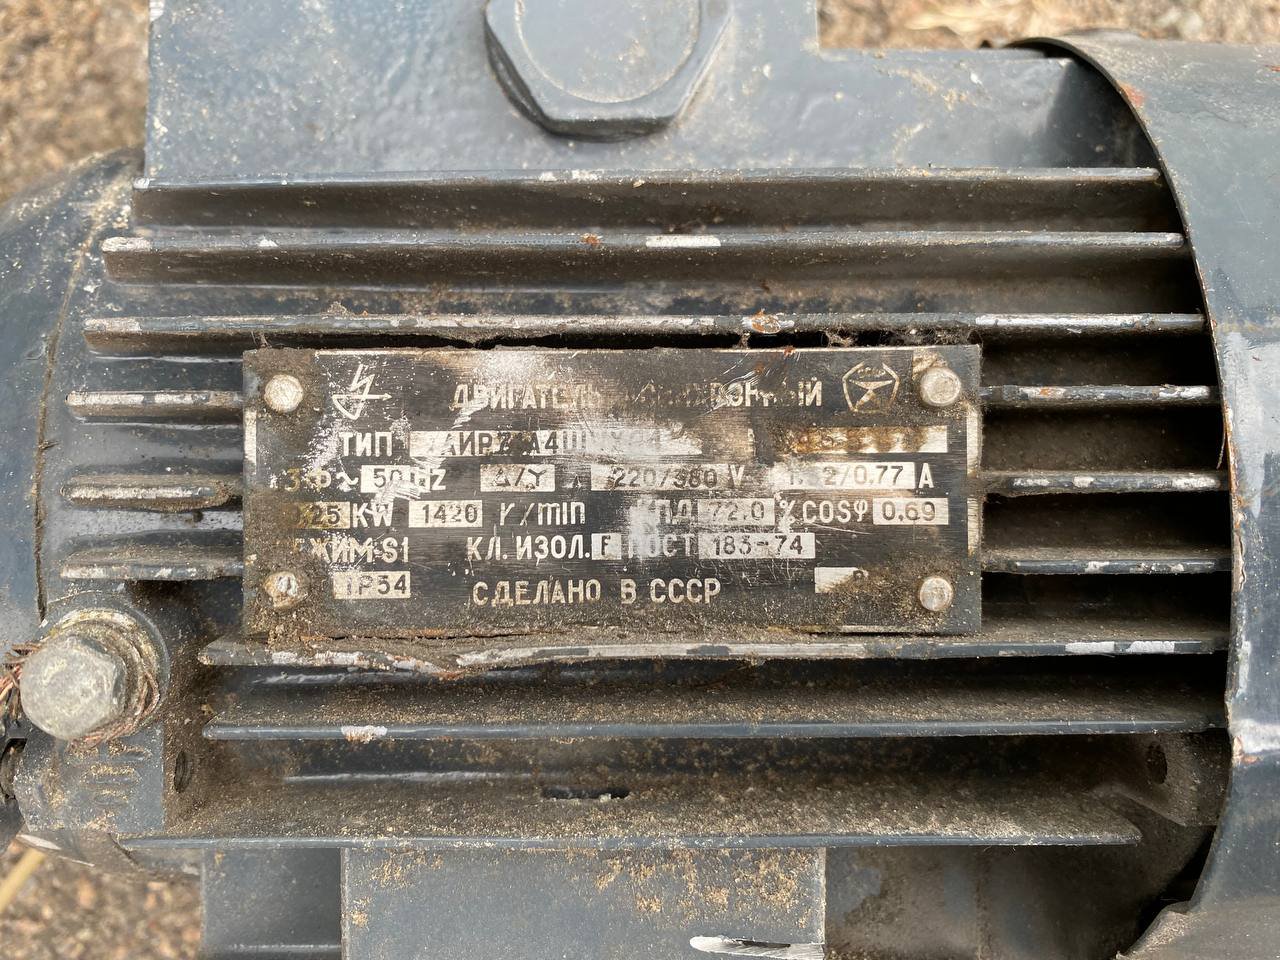 ДВИГАТЕЛЬ
ТИП
50 Hz Δ/Y 220/380 V /0.77 A
25 KW 1420 r/min КПД 72.0 % COSφ 0.69
S1 КЛ. ИЗОЛ. F ГОСТ 183-74
IP54 СДЕЛАНО В СССР